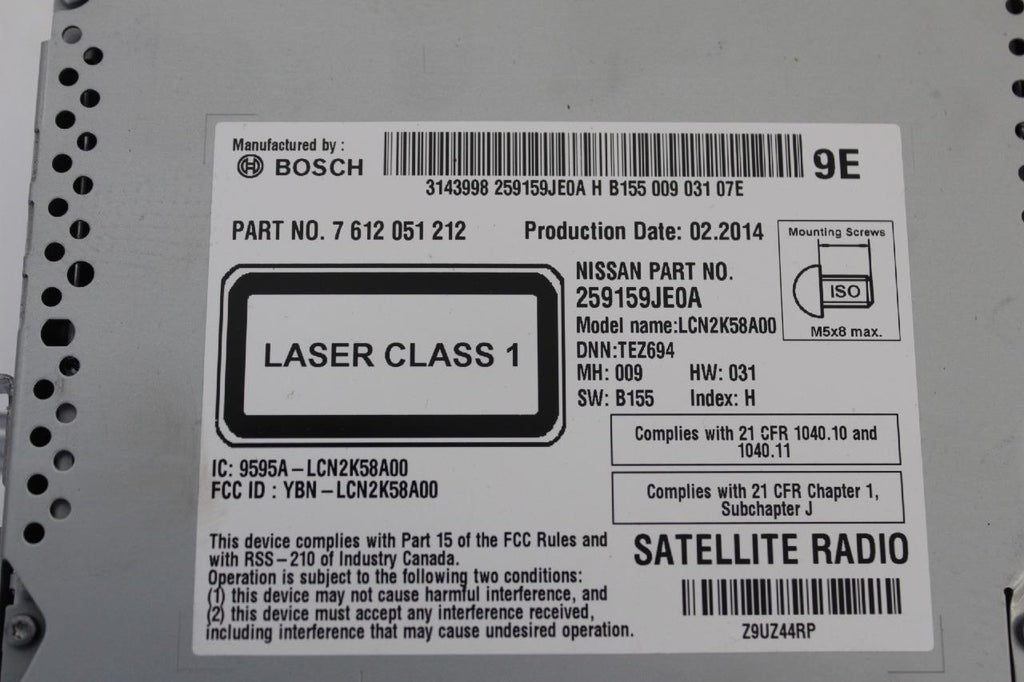 Manufactured by :
BOSCH
9E
3143998 259159JE0A H B155 009 031 07E
PART NO. 7 612 051 212
Production Date: 02.2014
Mounting Screws
ISO
M5x8 max.
NISSAN PART NO.
259159JE0A
Model name:LCN2K58A00
DNN:TEZ694
MH: 009 HW: 031
SW: B155 Index: H
LASER CLASS 1
Complies with 21 CFR 1040.10 and
1040.11
IC: 9595A-LCN2K58A00
FCC ID : YBN-LCN2K58A00
Complies with 21 CFR Chapter 1,
Subchapter J
This device complies with Part 15 of the FCC Rules and
with RSS-210 of Industry Canada.
Operation is subject to the following two conditions:
(1) this device may not cause harmful interference, and
(2) this device must accept any interference received,
including interference that may cause undesired operation.
SATELLITE RADIO
Z9UZ44RP